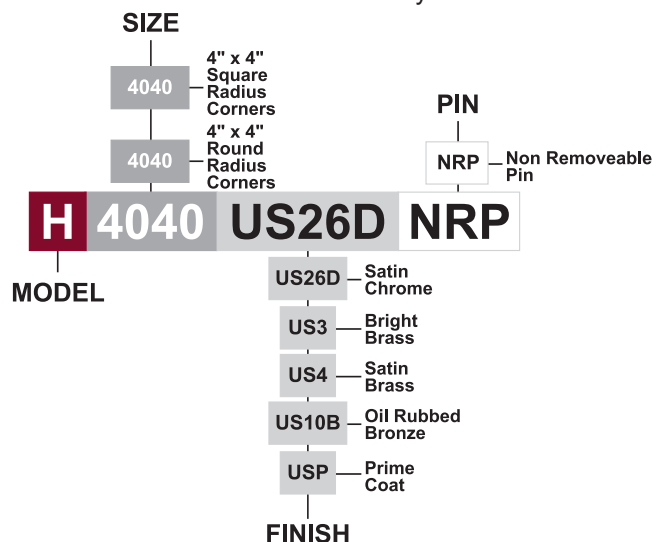 SIZE
4040
4" x 4"
Square
Radius
Corners
4040
4" x 4"
Round
Radius
Corners
PIN
NRP
Non Removeable
Pin
H 4040 US26D NRP
MODEL
US26D
Satin
Chrome
US3
Bright
Brass
US4
Satin
Brass
US10B
Oil Rubbed
Bronze
USP
Prime
Coat
FINISH